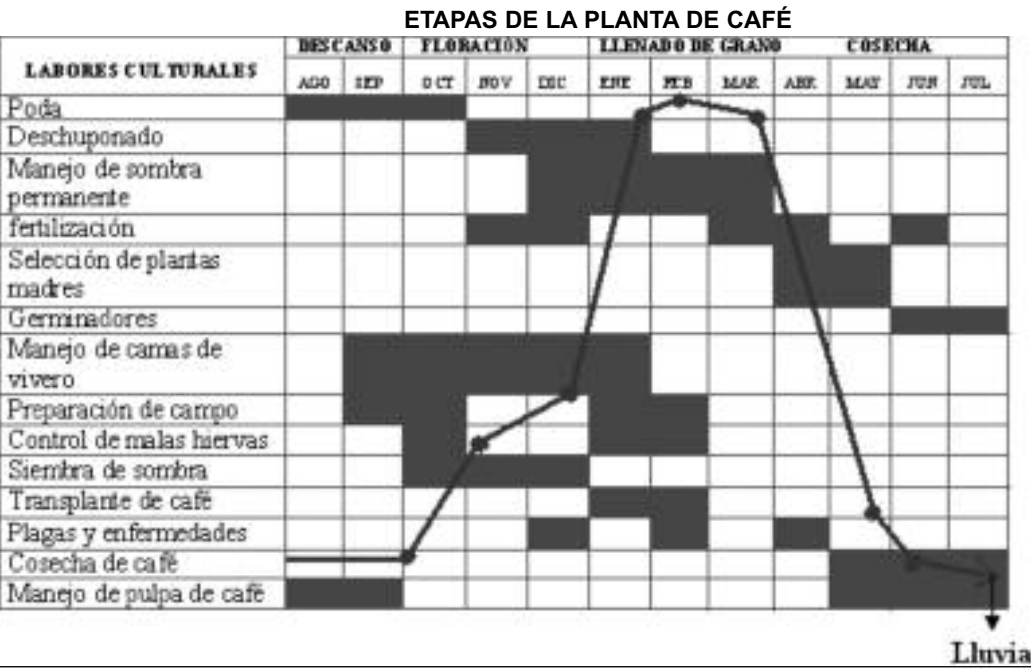 ETAPAS DE LA PLANTA DE CAFÉ
LABORES CULTURALES
DESCANSO FLORACIÓN LLENADO DE GRANO COSECHA
AGO SEP OCT NOV DIC ENE FEB MAR ABR MAY JUN JUL
Poda
Deschuponado
Manejo de sombra
permanente
fertilización
Selección de plantas
madres
Germinadores
Manejo de camas de
vivero
Preparación de campo
Control de malas hiervas
Siembra de sombra
Transplante de café
Plagas y enfermedades
Cosecha de café
Manejo de pulpa de café
Lluvia